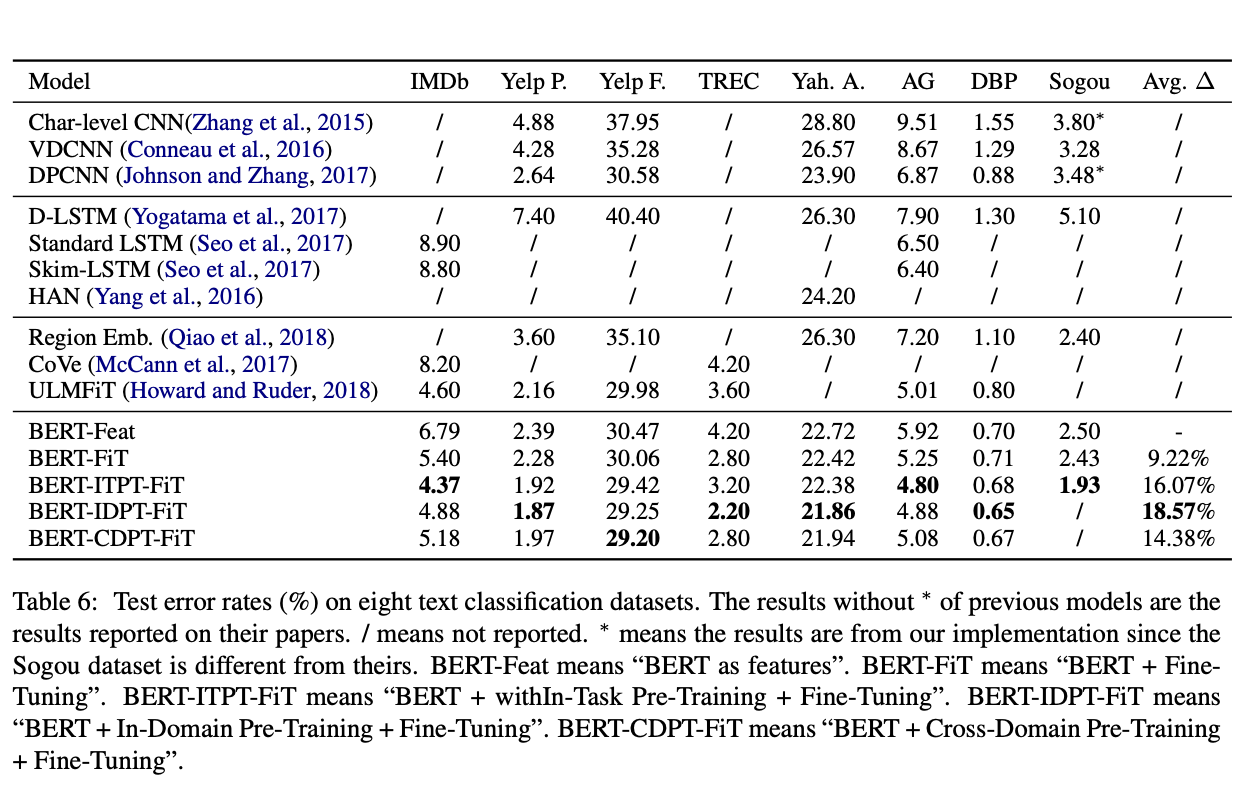 Model IMDb Yelp P. Yelp F. TREC Yah. A. AG DBP Sogou Avg. Δ
Char-level CNN(Zhang et al., 2015) / 4.88 37.95 / 28.80 9.51 1.55 3.80* /
VDCNN (Conneau et al., 2016) / 4.28 35.28 / 26.57 8.67 1.29 3.28 /
DPCNN (Johnson and Zhang, 2017) / 2.64 30.58 / 23.90 6.87 0.88 3.48* /
D-LSTM (Yogatama et al., 2017) / 7.40 40.40 / 26.30 7.90 1.30 5.10 /
Standard LSTM (Seo et al., 2017) 8.90 / / / / 6.50 / / /
Skim-LSTM (Seo et al., 2017) 8.80 / / / / 6.40 / / /
HAN (Yang et al., 2016) / / / / 24.20 / / / /
Region Emb. (Qiao et al., 2018) / 3.60 35.10 / 26.30 7.20 1.10 2.40 /
CoVe (McCann et al., 2017) 8.20 / / 4.20 / / / / /
ULMFiT (Howard and Ruder, 2018) 4.60 2.16 29.98 3.60 / 5.01 0.80 / /
BERT-Feat 6.79 2.39 30.47 4.20 22.72 5.92 0.70 2.50 -
BERT-FiT 5.40 2.28 30.06 2.80 22.42 5.25 0.71 2.43 9.22%
BERT-ITPT-FiT 4.37 1.92 29.42 3.20 22.38 4.80 0.68 1.93 16.07%
BERT-IDPT-FiT 4.88 1.87 29.25 2.20 21.86 4.88 0.65 / 18.57%
BERT-CDPT-FiT 5.18 1.97 29.20 2.80 21.94 5.08 0.67 / 14.38%
Table 6: Test error rates (%) on eight text classification datasets. The results without * of previous models are the
results reported on their papers. / means not reported. * means the results are from our implementation since the
Sogou dataset is different from theirs. BERT-Feat means “BERT as features”. BERT-FiT means “BERT + Fine-
Tuning”. BERT-ITPT-FiT means “BERT + withIn-Task Pre-Training + Fine-Tuning”. BERT-IDPT-FiT means
“BERT + In-Domain Pre-Training + Fine-Tuning”. BERT-CDPT-FiT means “BERT + Cross-Domain Pre-Training
+ Fine-Tuning”.